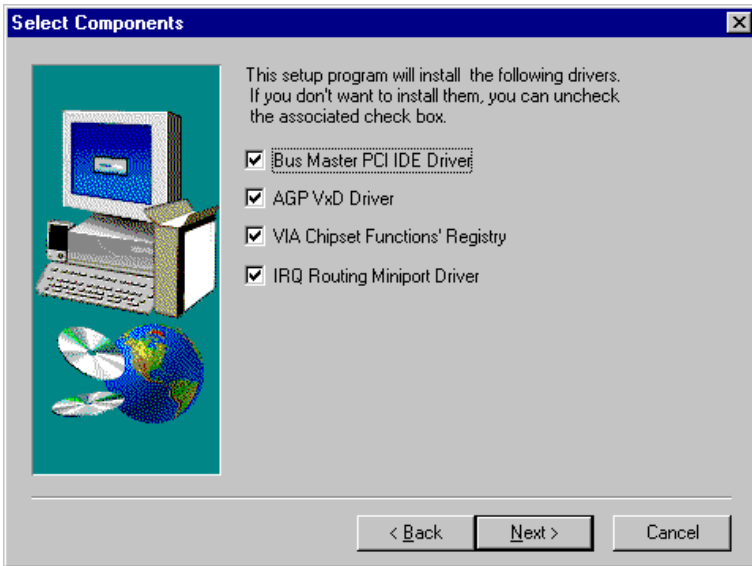 Select Components
This setup program will install the following drivers.
If you don't want to install them, you can uncheck
the associated check box.
Bus Master PCI IDE Driver
AGP VxD Driver
VIA Chipset Functions' Registry
IRQ Routing Miniport Driver
< Back Next > Cancel